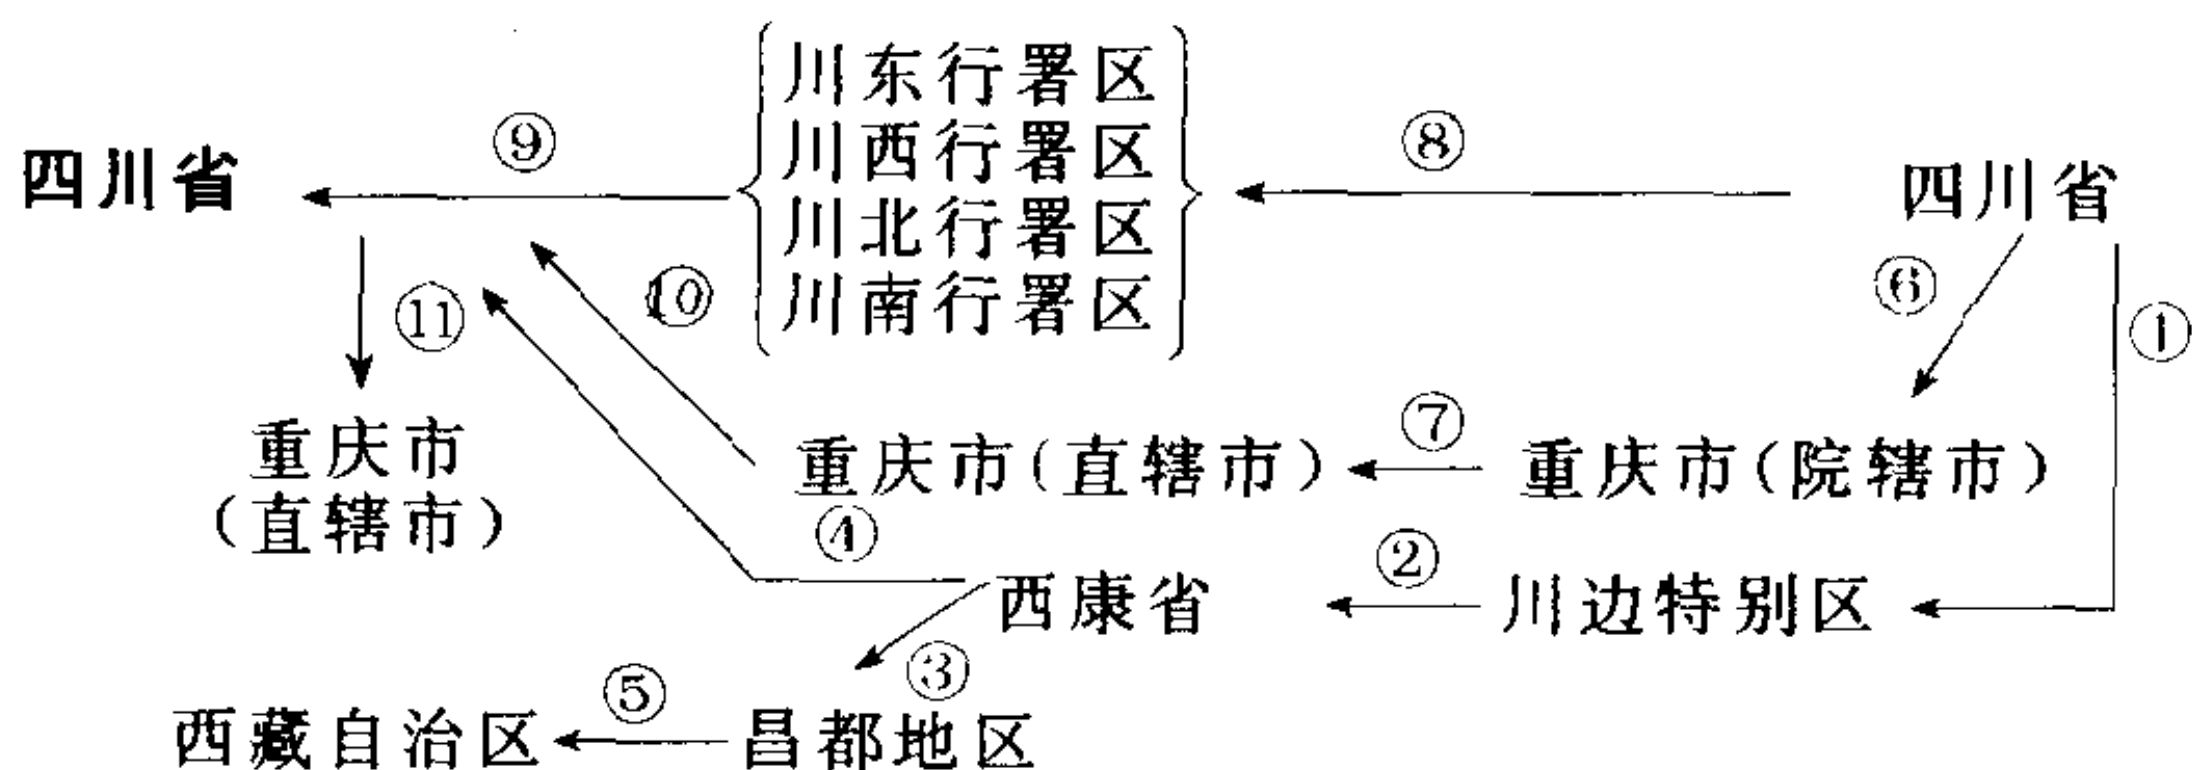 川东行署区
川西行署区
川北行署区
川南行署区
⑨
⑧
四川省
四川省
⑩
⑥
⑪
①
重庆市
(直辖市)
重庆市(直辖市)
⑦
重庆市(院辖市)
④
②
西康省
川边特别区
③
⑤
西藏自治区
昌都地区